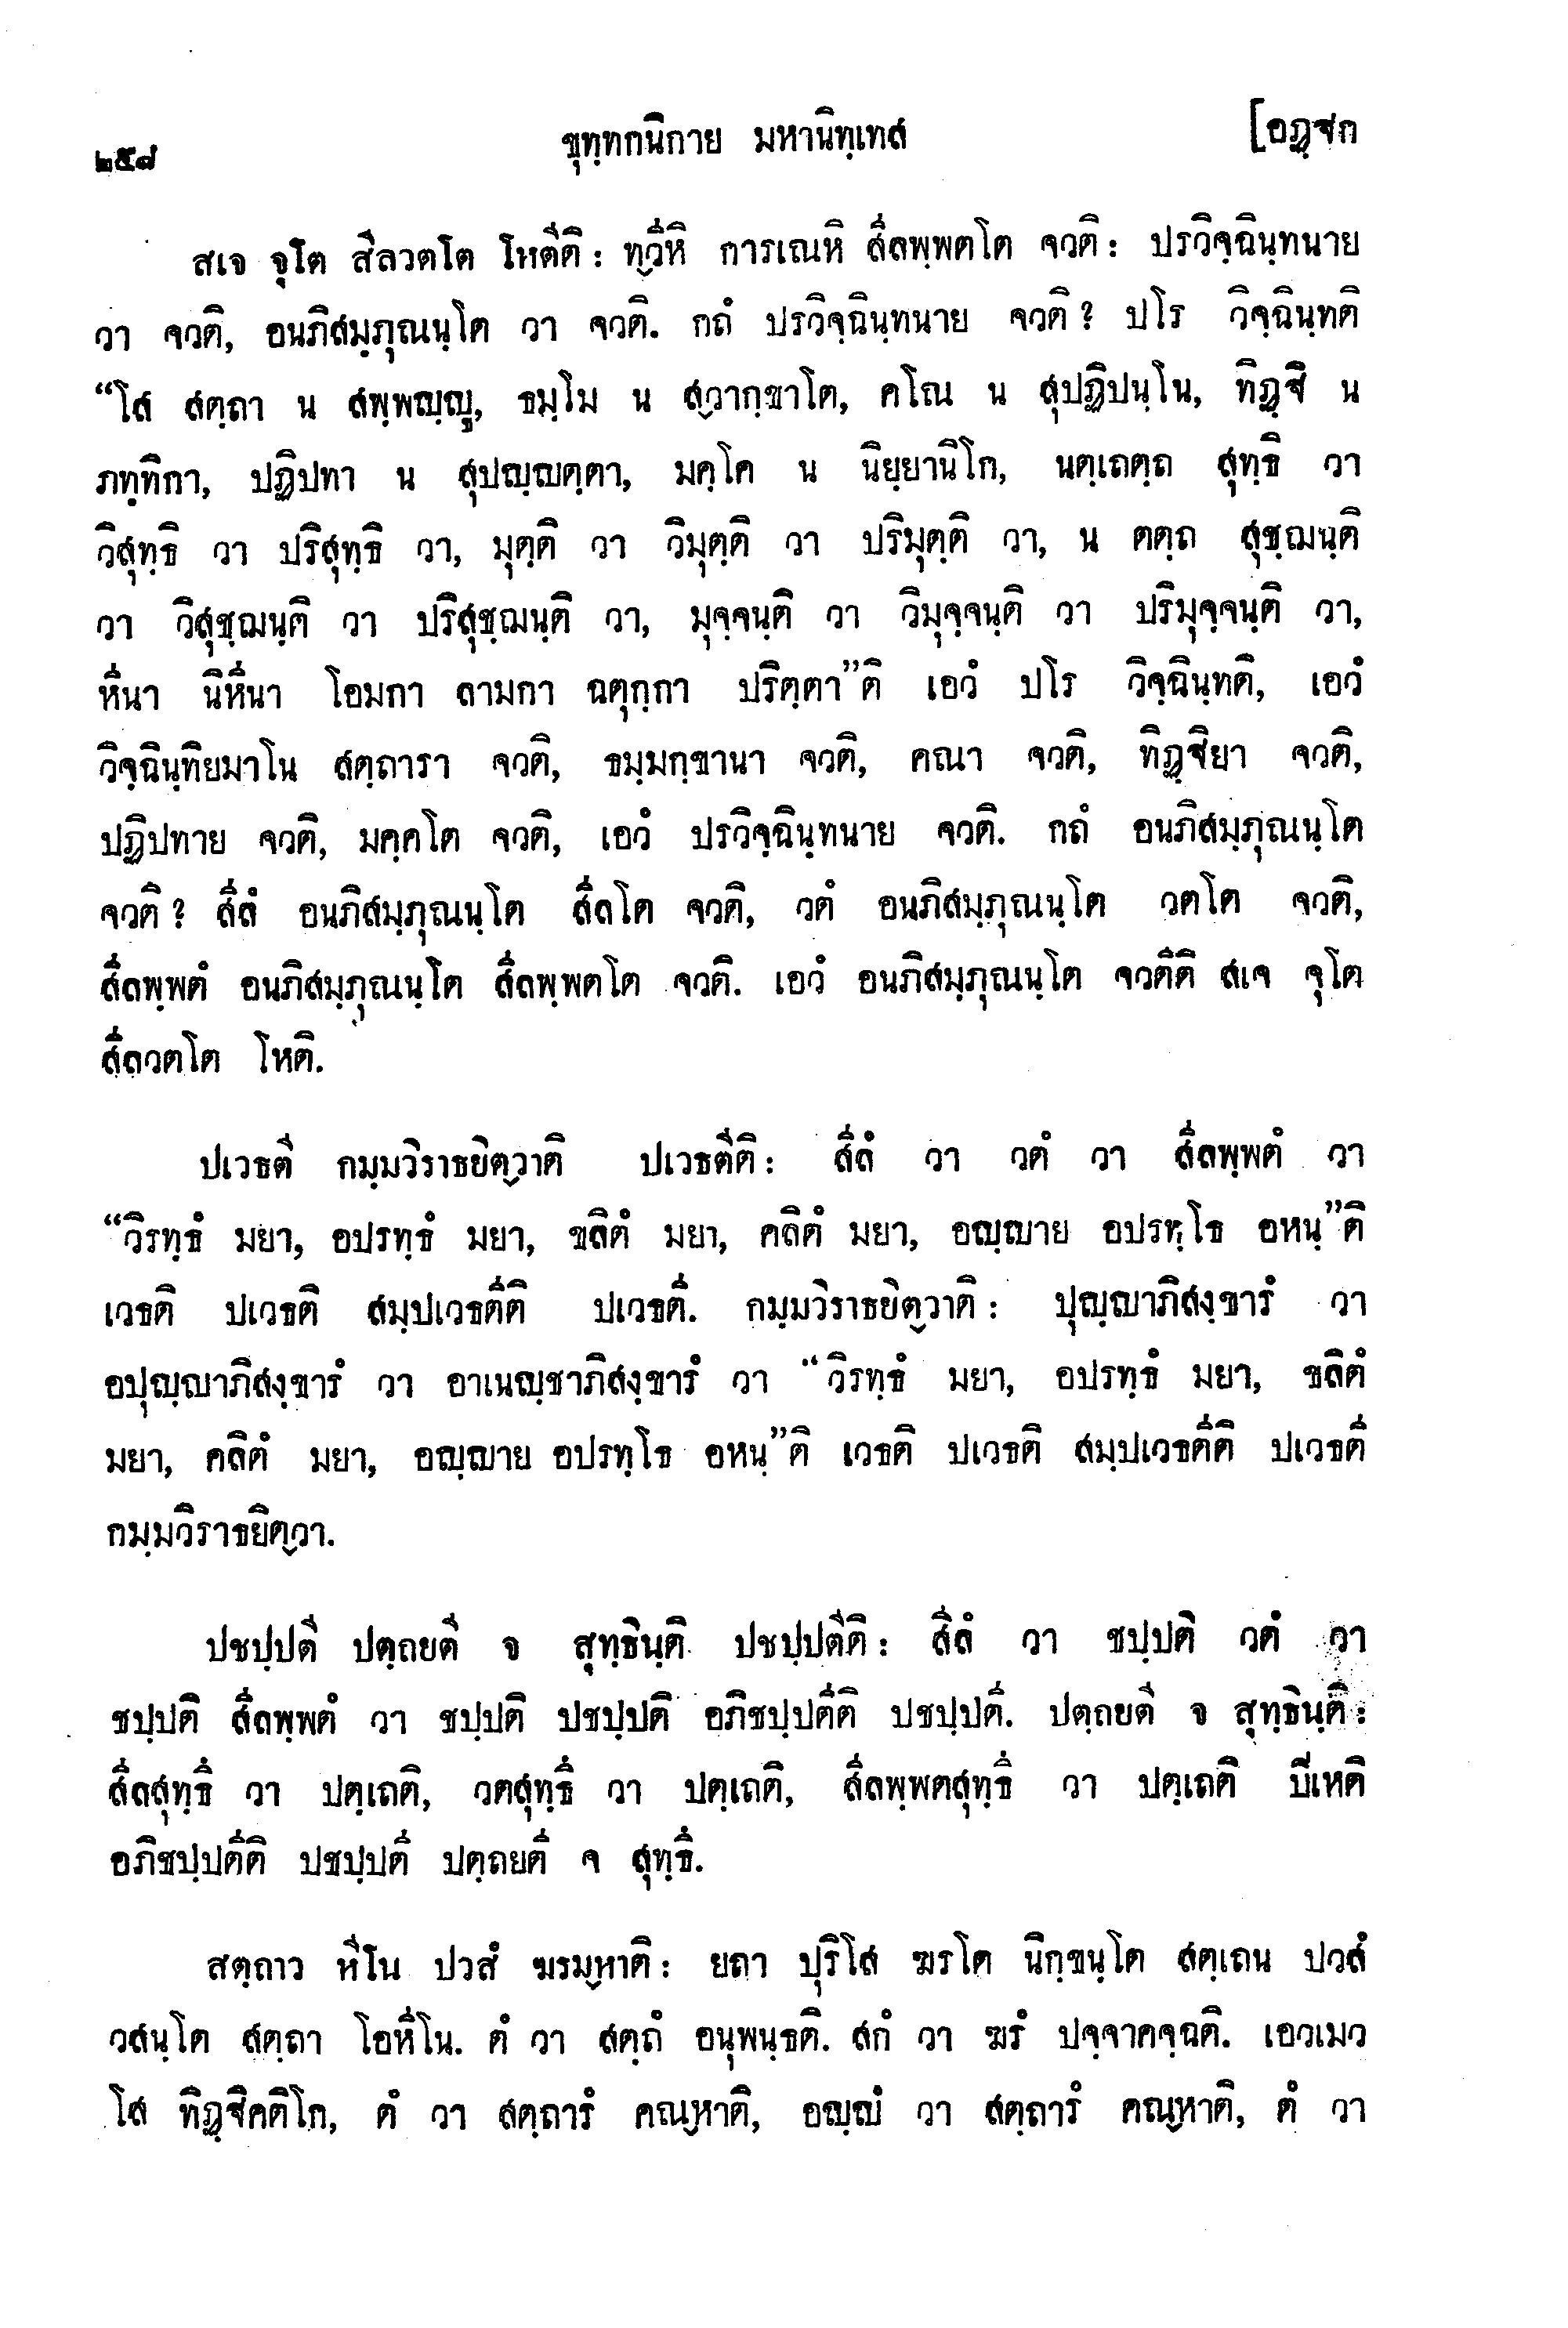 ๒๕๘ ขุทฺทกนิกาย มหานิทฺเทส [อฏฺฐก
สเจ จุโต สีลวตโต โหตีติ : ทฺวีหิ การเณหิ สีลพฺพตโต จวติ : ปรวิจฺฉินฺทนาย
วา จวติ, อนภิสมฺภุณนฺโต วา จวติ. กถํ ปรวิจฺฉินฺทนาย จวติ ? ปโร วิจฺฉินฺทติ
“โส สตฺถา น สพฺพญฺญู, ธมฺโม น สฺวากฺขาโต, คโณ น สุปฏิปนฺโน, ทิฏฺฐิ น
ภทฺทิกา, ปฏิปทา น สุปญฺญตฺตา, มคฺโค น นิยฺยานิโก, นตฺเถตฺถ สุทฺธิ วา
วิสุทฺธิ วา ปริสุทฺธิ วา, มุตฺติ วา วิมุตฺติ วา ปริมุตฺติ วา, น ตตฺถ สุชฺฌนฺติ
วา วิสุชฺฌนฺติ วา ปริสุชฺฌนฺติ วา, มุจฺจนฺติ วา วิมุจฺจนฺติ วา ปริมุจฺจนฺติ วา,
หีนา นิหีนา โอมกา ลามกา ฉตุกฺกา ปริตฺตา”ติ เอวํ ปโร วิจฺฉินฺทติ, เอวํ
วิจฺฉินฺทิยมาโน สตฺถารา จวติ, ธมฺมกฺขานา จวติ, คณา จวติ, ทิฏฺฐิยา จวติ,
ปฏิปทาย จวติ, มคฺคโต จวติ, เอวํ ปรวิจฺฉินฺทนาย จวติ. กถํ อนภิสมฺภุณนฺโต
จวติ ? สีลํ อนภิสมฺภุณนฺโต สีลโต จวติ, วตํ อนภิสมฺภุณนฺโต วตโต จวติ,
สีลพฺพตํ อนภิสมฺภุณนฺโต สีลพฺพตโต จวติ. เอวํ อนภิสมฺภุณนฺโต จวตีติ สเจ จุโต
สีลวตโต โหติ.
ปเวธตี กมฺมวิราธยิตฺวาติ ปเวธตีติ : สีลํ วา วตํ วา สีลพฺพตํ วา
“วิรทฺธํ มยา, อปรทฺธํ มยา, ขลิตํ มยา, คลิตํ มยา, อญฺญาย อปรทฺโธ อหนฺ”ติ
เวธติ ปเวธติ สมฺปเวธตีติ ปเวธตี. กมฺมวิราธยิตฺวาติ : ปุญฺญาภิสงฺขารํ วา
อปุญฺญาภิสงฺขารํ วา อาเนญฺชาภิสงฺขารํ วา “วิรทฺธํ มยา, อปรทฺธํ มยา, ขลิตํ
มยา, คลิตํ มยา, อญฺญาย อปรทฺโธ อหนฺ”ติ เวธติ ปเวธติ สมฺปเวธตีติ ปเวธตี
กมฺมวิราธยิตฺวา.
ปชปฺปตี ปตฺถยตี จ สุทฺธินฺติ ปชปฺปตีติ : สีลํ วา ชปฺปติ วตํ วา
ชปฺปติ สีลพฺพตํ วา ชปฺปติ ปชปฺปติ อภิชปฺปตีติ ปชปฺปตี. ปตฺถยตี จ สุทฺธินฺติ :
สีลสุทฺธึ วา ปตฺเถติ, วตสุทฺธึ วา ปตฺเถติ, สีลพฺพตสุทฺธึ วา ปตฺเถติ ปิเหติ
อภิชปฺปตีติ ปชปฺปตี ปตฺถยตี จ สุทฺธึ.
สตฺถาว หีโน ปวสํ ฆรมฺหาติ : ยถา ปุริโส ฆรโต นิกฺขนฺโต สตฺเถน ปวสํ
วสนฺโต สตฺถา โอหีโน. ตํ วา สตฺถํ อนุพนฺธติ. สกํ วา ฆรํ ปจฺจาคจฺฉติ. เอวเมว
โส ทิฏฺฐิคติโก, ตํ วา สตฺถารํ คณฺหาติ, อญฺญํ วา สตฺถารํ คณฺหาติ, ตํ วา